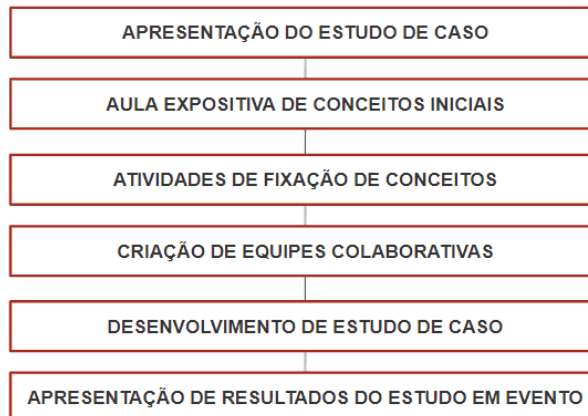 APRESENTAÇÃO DO ESTUDO DE CASO
AULA EXPOSITIVA DE CONCEITOS INICIAIS
ATIVIDADES DE FIXAÇÃO DE CONCEITOS
CRIAÇÃO DE EQUIPES COLABORATIVAS
DESENVOLVIMENTO DE ESTUDO DE CASO
APRESENTAÇÃO DE RESULTADOS DO ESTUDO EM EVENTO